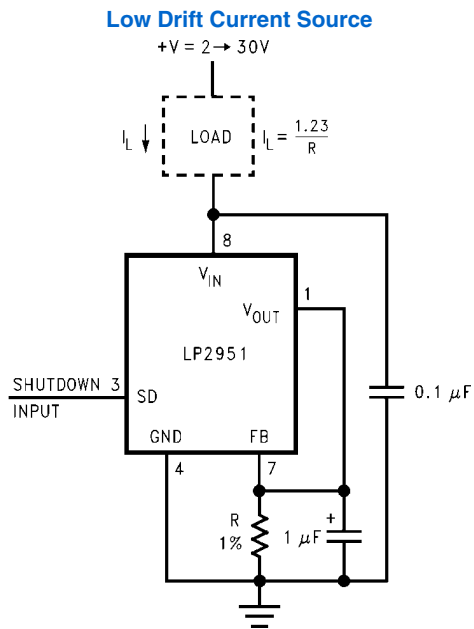 Low Drift Current Source
+V = 2 → 30V
I_L ↓
LOAD
I_L = 1.23 / R
8
V_IN
1
V_OUT
LP2951
0.1 µF
SHUTDOWN 3
INPUT
SD
GND
FB
4
7
R
1%
+
1 µF